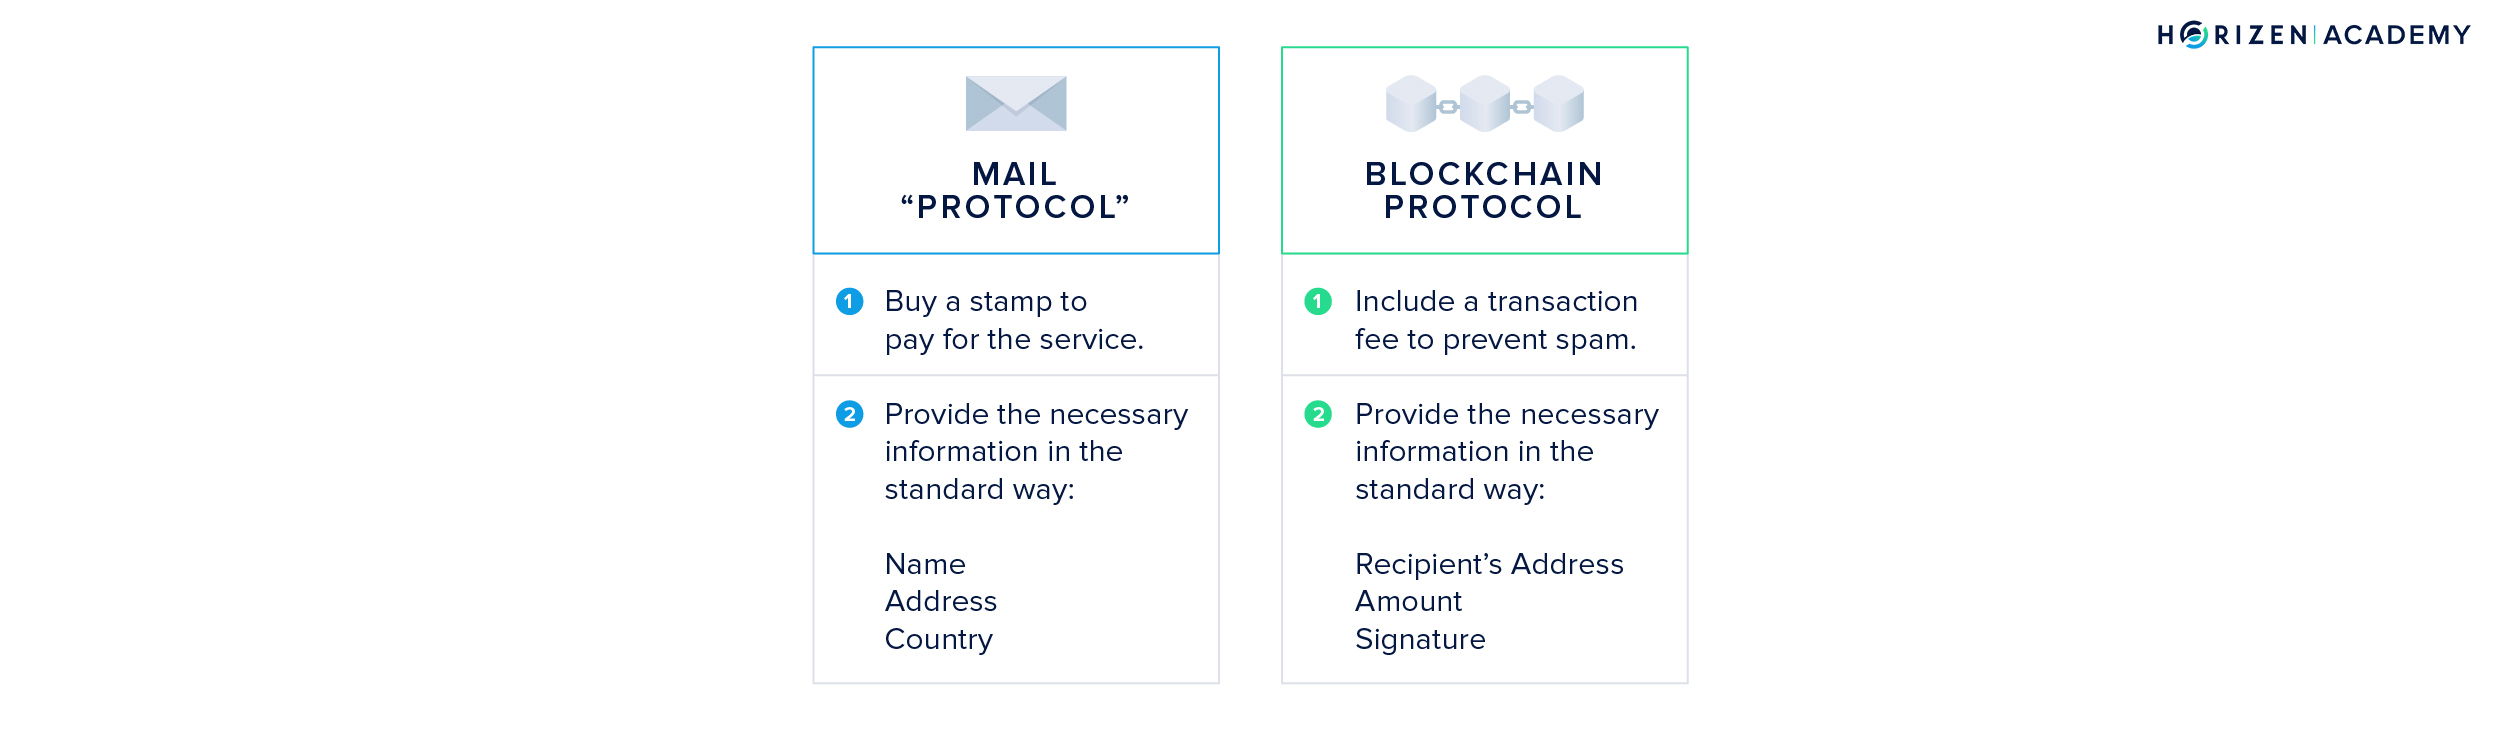 HORIZEN ACADEMY
MAIL
“PROTOCOL”
1 Buy a stamp to
pay for the service.
2 Provide the necessary
information in the
standard way:
Name
Address
Country
BLOCKCHAIN
PROTOCOL
1 Include a transaction
fee to prevent spam.
2 Provide the necessary
information in the
standard way:
Recipient’s Address
Amount
Signature